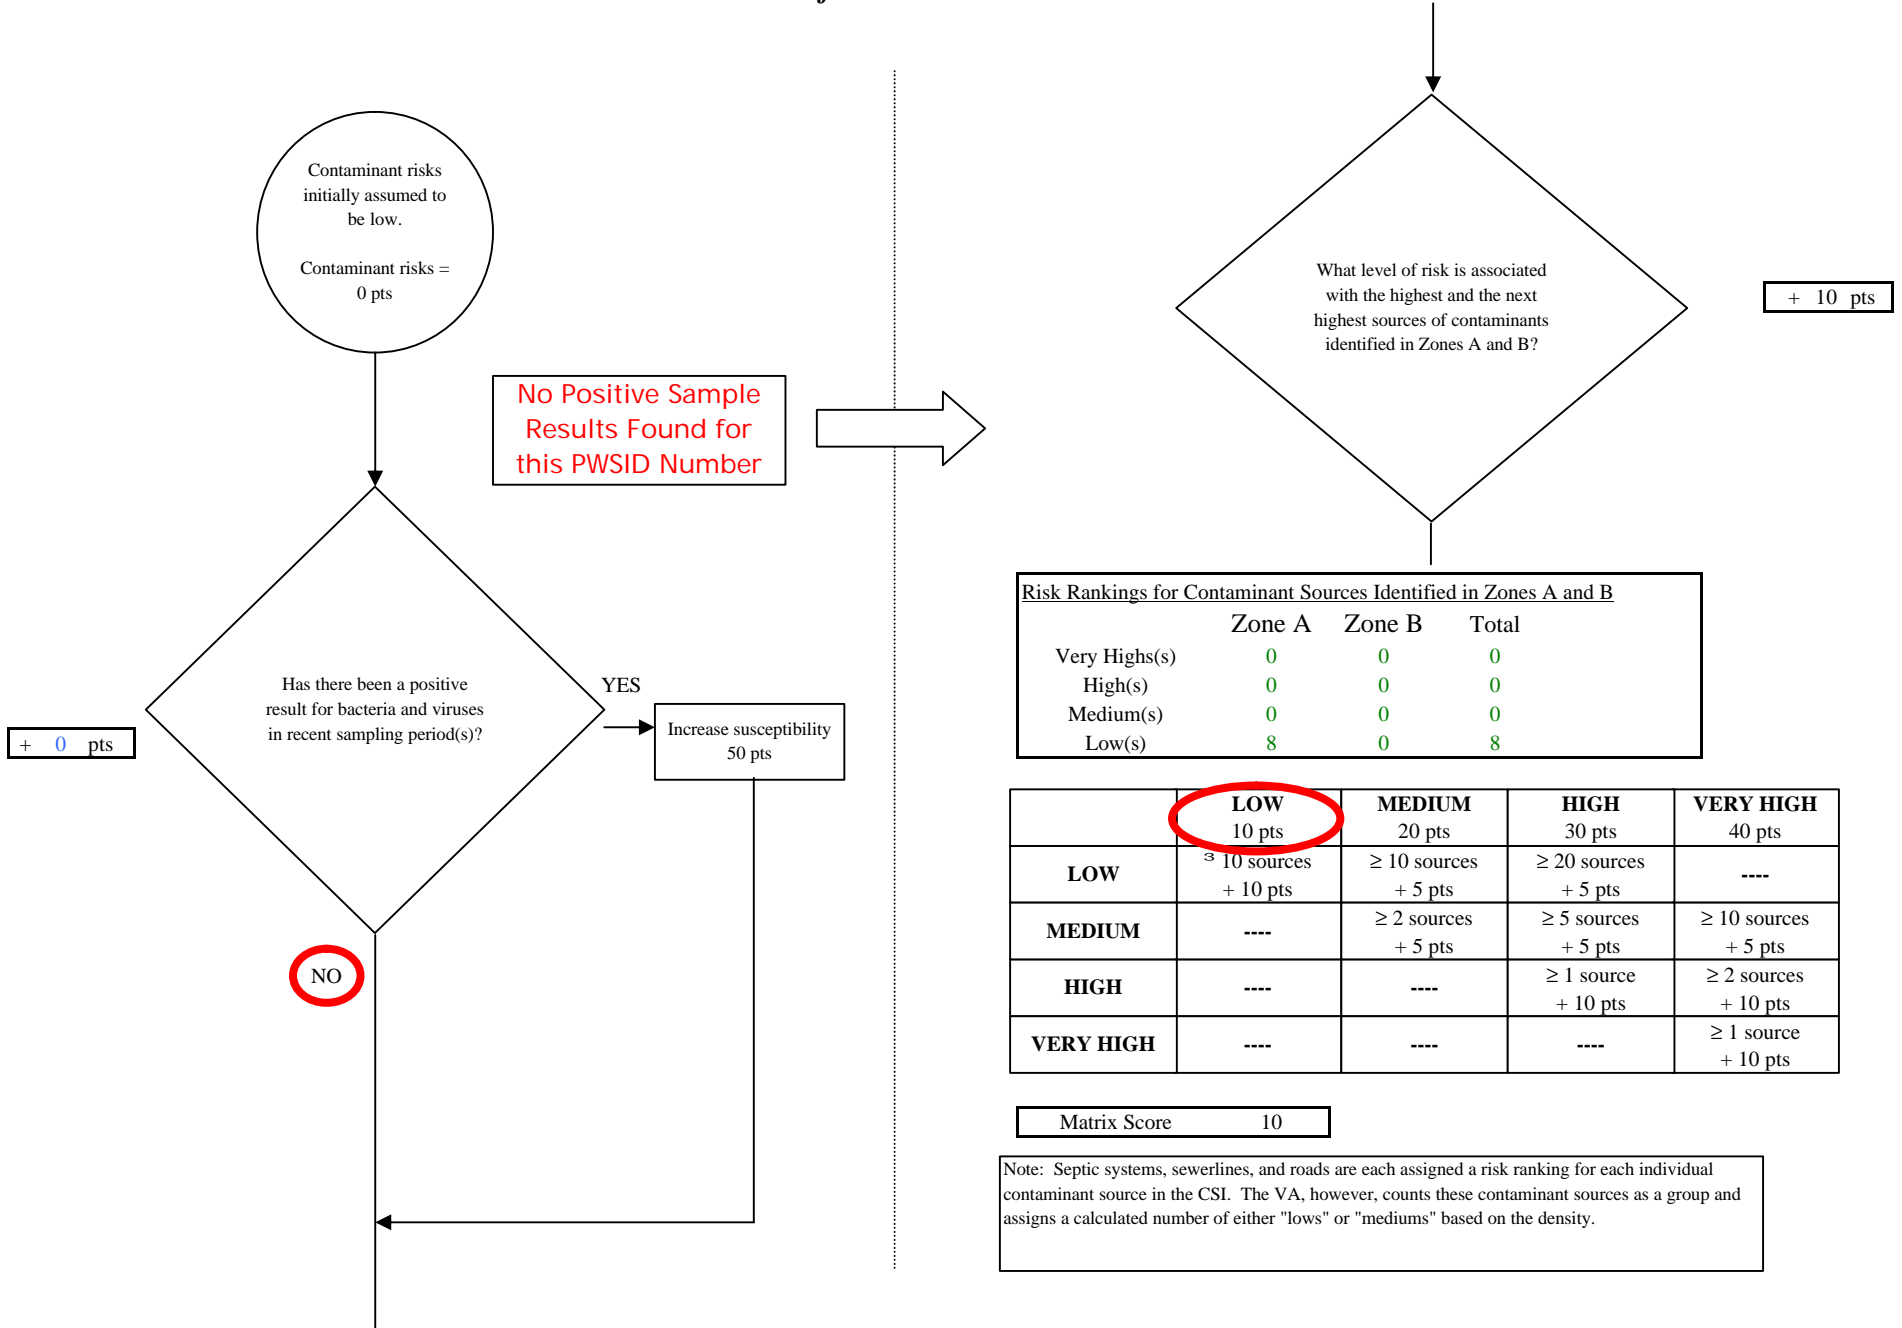 Contaminant risks
initially assumed to
be low.
Contaminant risks =
0 pts
No Positive Sample
Results Found for
this PWSID Number
Has there been a positive
result for bacteria and viruses
in recent sampling period(s)?
+ 0 pts
YES
Increase susceptibility
50 pts
NO
What level of risk is associated
with the highest and the next
highest sources of contaminants
identified in Zones A and B?
+ 10 pts
Risk Rankings for Contaminant Sources Identified in Zones A and B
Zone A Zone B Total
Very Highs(s) 0 0 0
High(s) 0 0 0
Medium(s) 0 0 0
Low(s) 8 0 8
LOW MEDIUM HIGH VERY HIGH
10 pts 20 pts 30 pts 40 pts
LOW
³ 10 sources ≥ 10 sources ≥ 20 sources ----
+ 10 pts + 5 pts + 5 pts
MEDIUM
---- ≥ 2 sources ≥ 5 sources ≥ 10 sources
+ 5 pts + 5 pts + 5 pts
HIGH
---- ---- ≥ 1 source ≥ 2 sources
+ 10 pts + 10 pts
VERY HIGH
---- ---- ---- ≥ 1 source
+ 10 pts
Matrix Score 10
Note: Septic systems, sewerlines, and roads are each assigned a risk ranking for each individual
contaminant source in the CSI. The VA, however, counts these contaminant sources as a group and
assigns a calculated number of either "lows" or "mediums" based on the density.